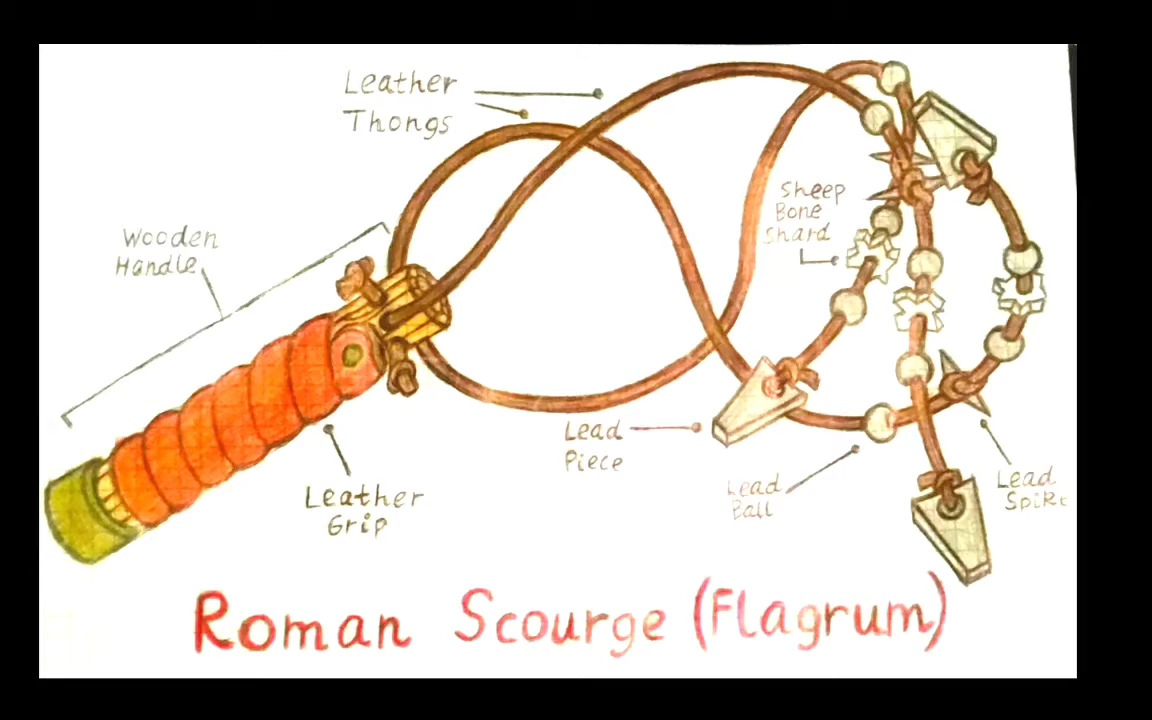 Leather
Thongs
Wooden
Handle
Sheep
Bone
Shard
Lead
Piece
Lead
Ball
Lead
Spike
Leather
Grip
Roman Scourge (Flagrum)